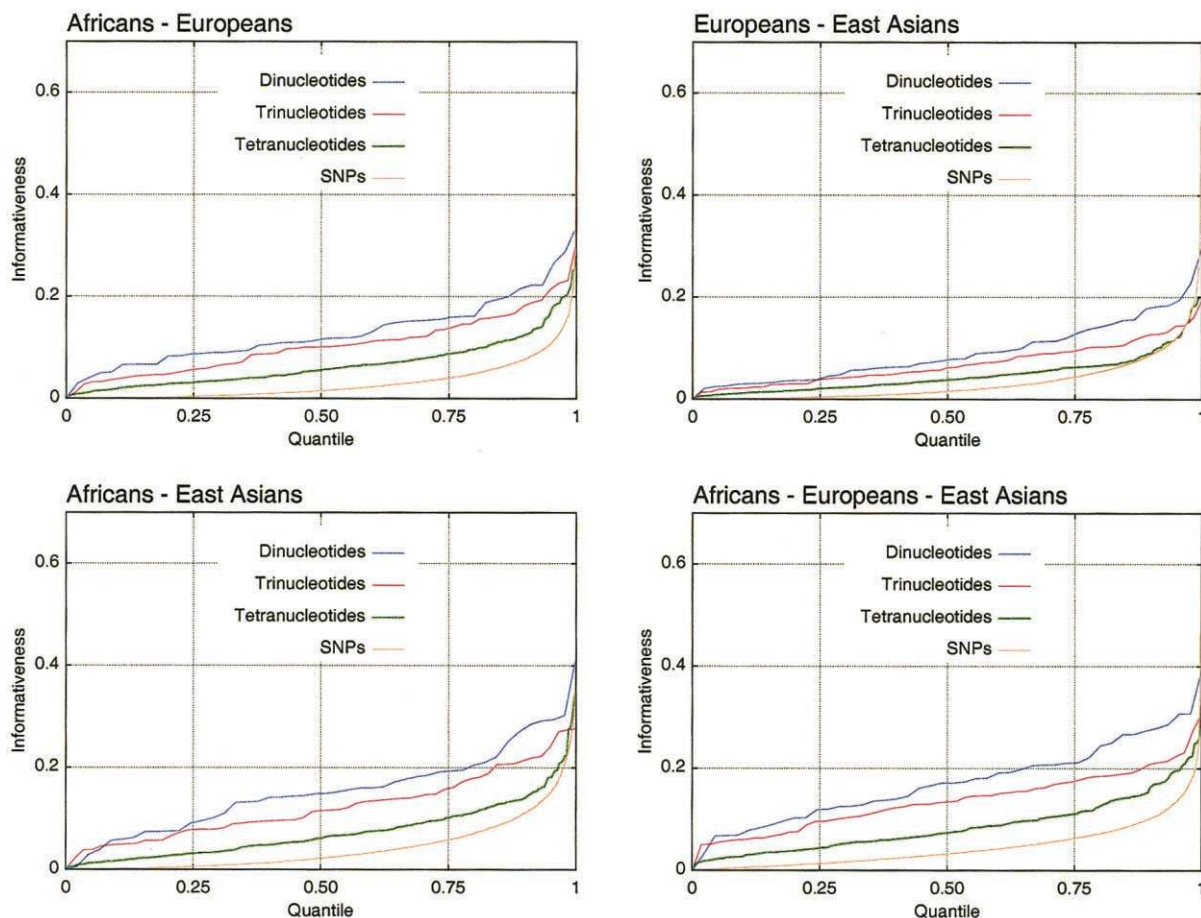 Africans - Europeans
Informativeness
0.6
0.4
0.2
0
Dinucleotides
Trinucleotides
Tetranucleotides
SNPs
0 0.25 0.50 0.75 1
Quantile
Europeans - East Asians
Informativeness
0.6
0.4
0.2
0
Dinucleotides
Trinucleotides
Tetranucleotides
SNPs
0 0.25 0.50 0.75 1
Quantile
Africans - East Asians
Informativeness
0.6
0.4
0.2
0
Dinucleotides
Trinucleotides
Tetranucleotides
SNPs
0 0.25 0.50 0.75 1
Quantile
Africans - Europeans - East Asians
Informativeness
0.6
0.4
0.2
0
Dinucleotides
Trinucleotides
Tetranucleotides
SNPs
0 0.25 0.50 0.75 1
Quantile